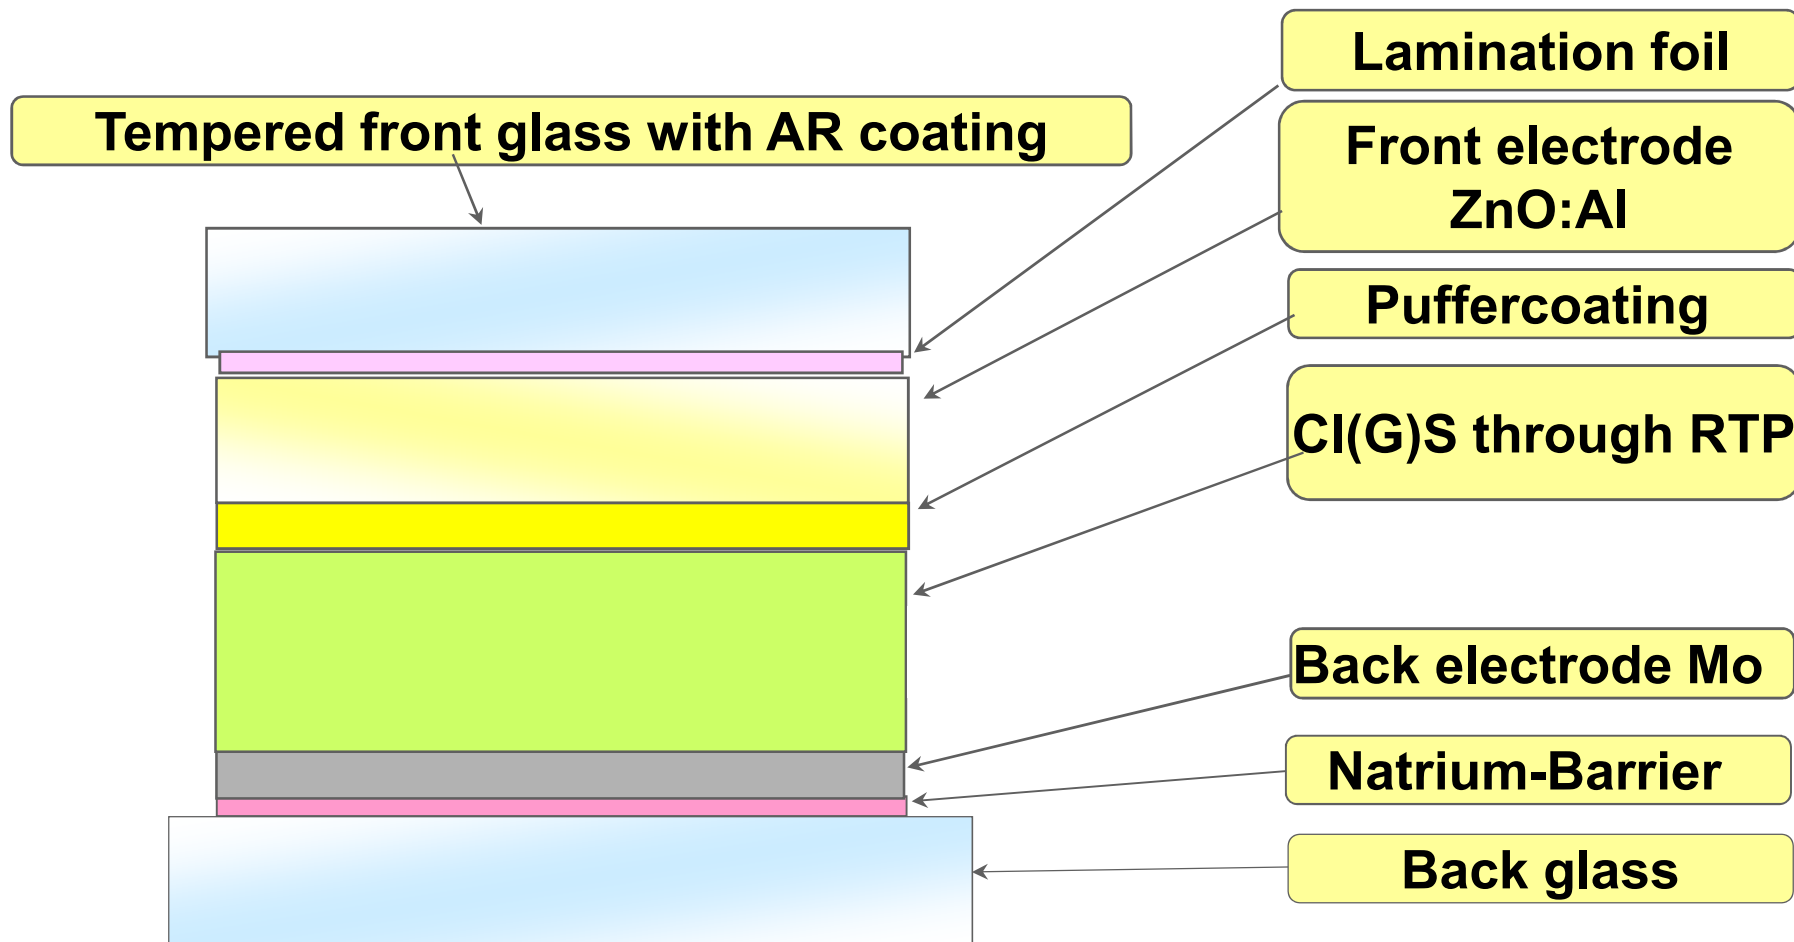 Lamination foil
Tempered front glass with AR coating
Front electrode
ZnO:Al
Puffercoating
CI(G)S through RTP
Back electrode Mo
Natrium-Barrier
Back glass